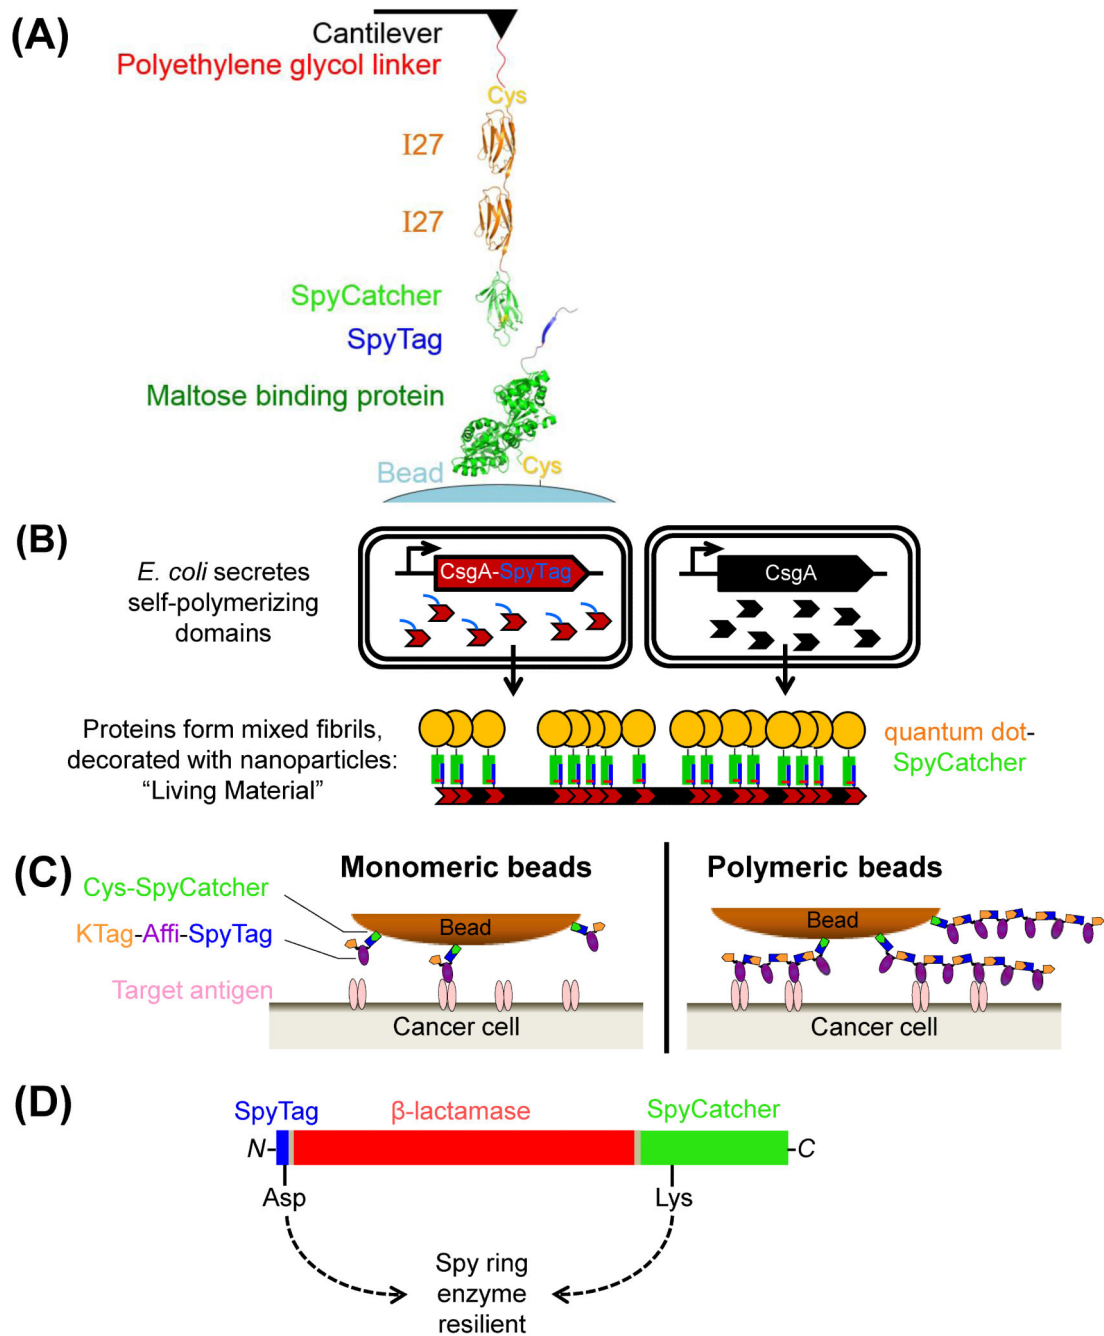 (A)
Cantilever
Polyethylene glycol linker
Cys
I27
I27
SpyCatcher
SpyTag
Maltose binding protein
Cys
Bead
(B)
E. coli secretes
self-polymerizing
domains
CsgA-SpyTag
CsgA
Proteins form mixed fibrils,
decorated with nanoparticles:
“Living Material”
quantum dot-
SpyCatcher
(C)
Monomeric beads
Polymeric beads
Cys-SpyCatcher
KTag-Affi-SpyTag
Target antigen
Bead
Cancer cell
Bead
Cancer cell
(D)
SpyTag
β-lactamase
SpyCatcher
N-
-C
Asp
Lys
Spy ring
enzyme
resilient